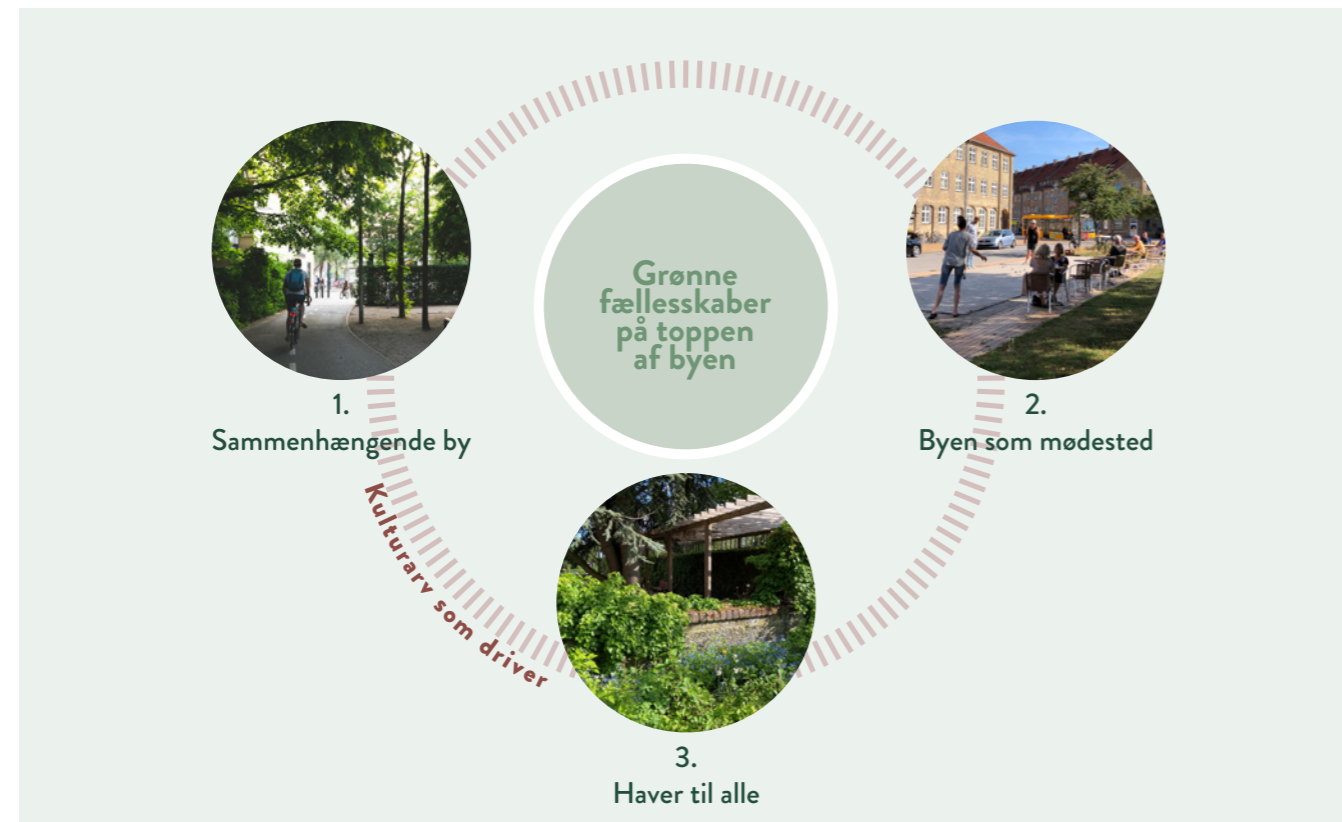 Grønne
fællesskaber
på toppen
af byen
1.
Sammenhængende by
2.
Byen som mødested
Kulturarv som driver
3.
Haver til alle